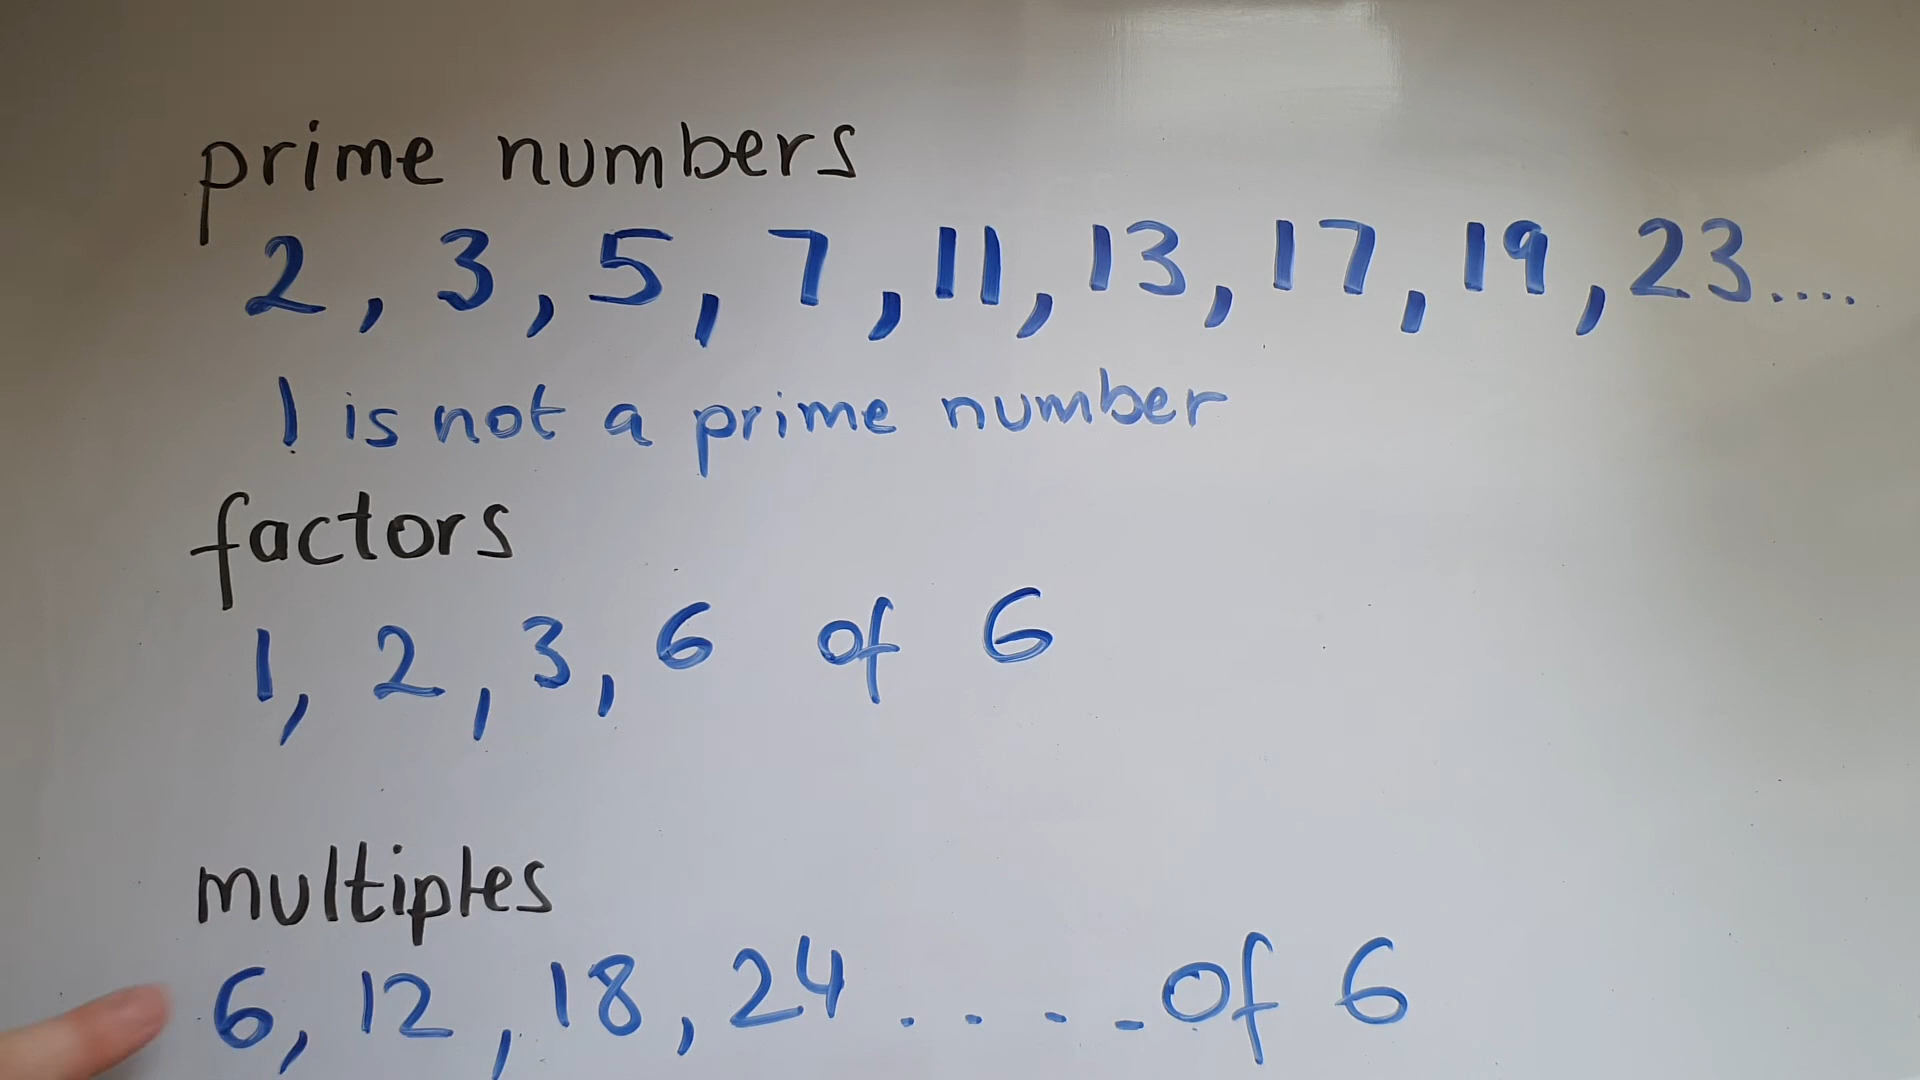 prime numbers
2, 3, 5, 7, 11, 13, 17, 19, 23....
1 is not a prime number
factors
1, 2, 3, 6 of 6
multiples
6, 12, 18, 24 .... of 6